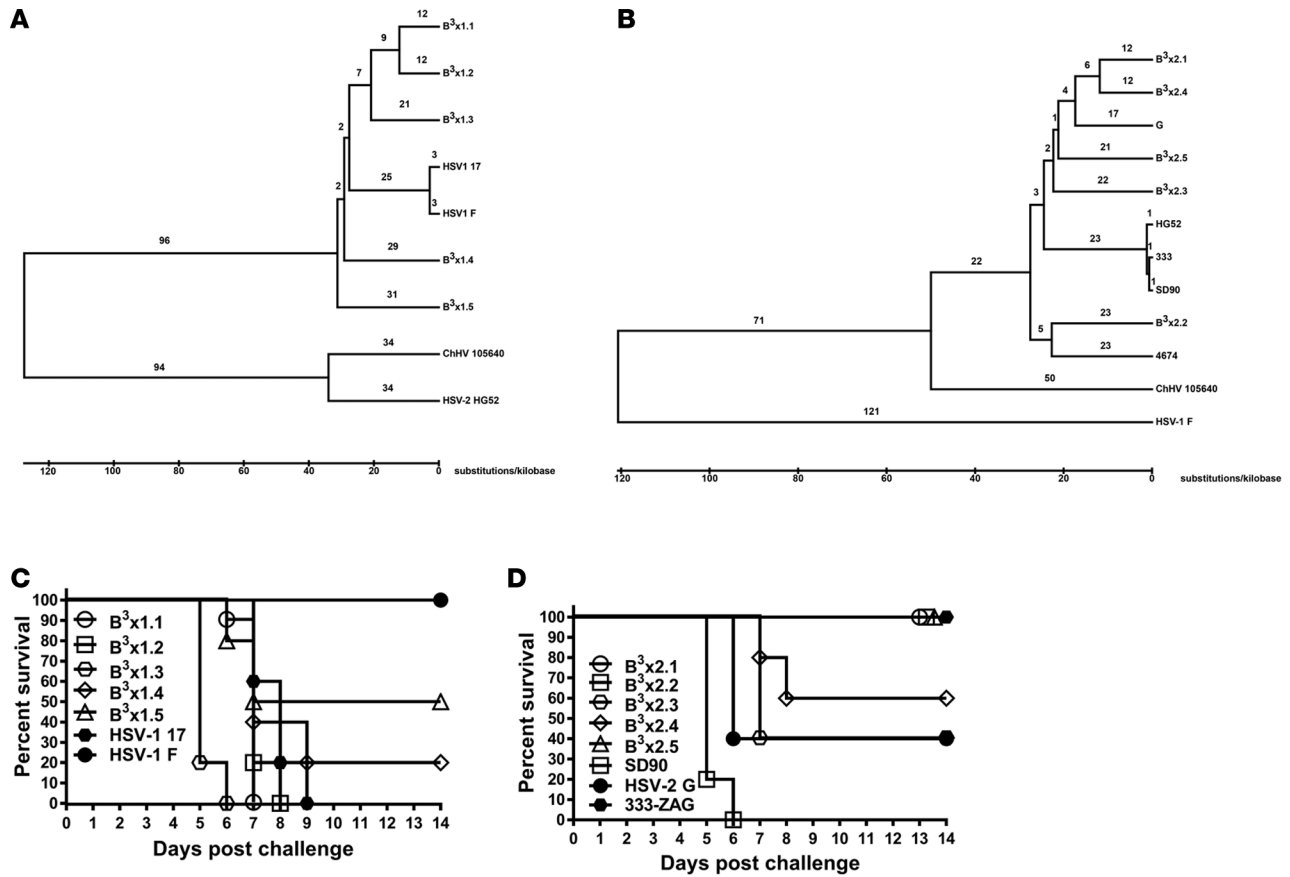 A
12
B³x1.1
9
12
B³x1.2
7
21
B³x1.3
2
3
HSV1 17
25
3
HSV1 F
2
29
B³x1.4
96
31
B³x1.5
34
ChHV 105640
94
34
HSV-2 HG52
120 100 80 60 40 20 0 substitutions/kilobase
B
12
B³x2.1
6
12
B³x2.4
4
17
G
1
21
B³x2.5
2
22
B³x2.3
3
1
HG52
23
1
333
1
SD90
22
23
B³x2.2
5
23
4674
71
50
ChHV 105640
121
HSV-1 F
120 100 80 60 40 20 0
substitutions/kilobase
C
Percent survival
100
90
80
70
60
50
40
30
20
10
0
B³x1.1
B³x1.2
B³x1.3
B³x1.4
B³x1.5
HSV-1 17
HSV-1 F
0 1 2 3 4 5 6 7 8 9 10 11 12 13 14
Days post challenge
D
Percent survival
100
90
80
70
60
50
40
30
20
10
0
B³x2.1
B³x2.2
B³x2.3
B³x2.4
B³x2.5
SD90
HSV-2 G
333-ZAG
0 1 2 3 4 5 6 7 8 9 10 11 12 13 14
Days post challenge